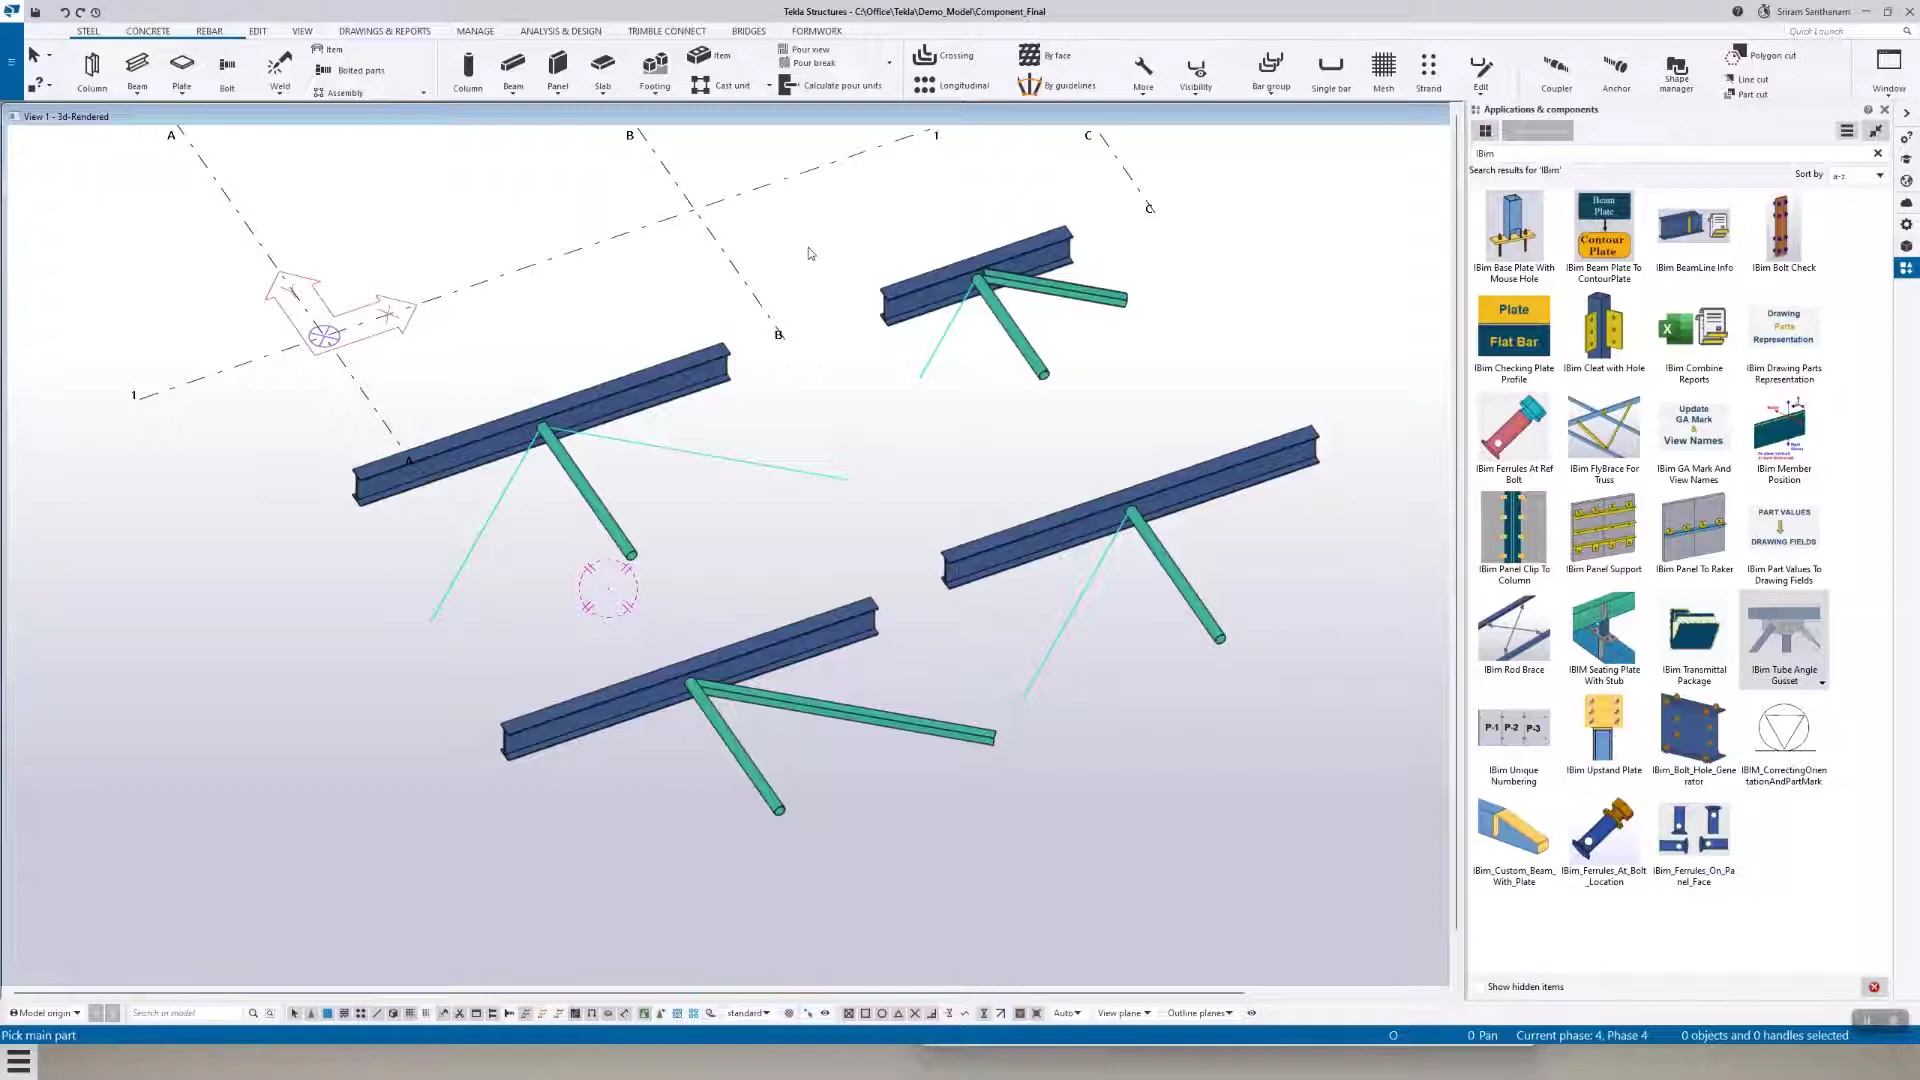 Tekla Structures - C:\Office\Tekla\Demo_Model\Component_Final
Sriram Santhanam
STEEL CONCRETE REBAR EDIT VIEW DRAWINGS & REPORTS MANAGE ANALYSIS & DESIGN TRIMBLE CONNECT BRIDGES FORMWORK
Quick Launch
Column Beam Plate Bolt Weld
Item
Bolted parts
Assembly
Column Beam Panel Slab Footing
Item
Cast unit
Pour view
Pour break
Calculate pour units
Crossing
Longitudinal
By face
By guidelines
More Visibility Bar group Single bar Mesh Strand Edit Coupler Anchor
Shape
manager
Polygon cut
Line cut
Part cut
Window
View 1 - 3d-Rendered
A
B
1
C
C
B
1
A
Applications & components
IBim
Search results for 'IBim'
Sort by
a-z
Beam
Plate
Contour
Plate
IBim Base Plate With
Mouse Hole
IBim Beam Plate To
ContourPlate
IBim BeamLine Info
IBim Bolt Check
Plate
Flat Bar
Drawing
Parts
Representation
IBim Checking Plate
Profile
IBim Cleat with Hole
IBim Combine
Reports
IBim Drawing Parts
Representation
Update
GA Mark
&
View Names
IBim Ferrules At Ref
Bolt
IBim FlyBrace For
Truss
IBim GA Mark And
View Names
IBim Member
Position
PART VALUES
DRAWING FIELDS
IBim Panel Clip To
Column
IBim Panel Support
IBim Panel To Raker
IBim Part Values To
Drawing Fields
IBim Rod Brace
IBIM Seating Plate
With Stub
IBim Transmittal
Package
IBim Tube Angle
Gusset
P-1 P-2 P-3
IBim Unique
Numbering
IBim Upstand Plate
IBim_Bolt_Hole_Gene
rator
IBIM_CorrectingOrien
tationAndPartMark
IBim_Custom_Beam_
With_Plate
IBim_Ferrules_At_Bolt
_Location
IBim_Ferrules_On_Pa
nel_Face
Show hidden items
Model origin
Search in model
standard
Auto
View plane
Outline planes
Pick main part
O
0 Pan
Current phase: 4, Phase 4
0 objects and 0 handles selected